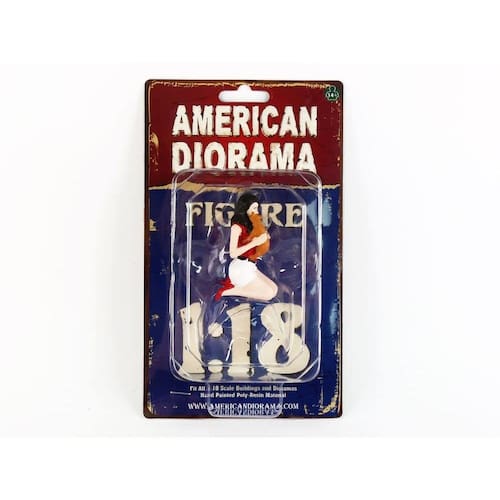 AMERICAN
DIORAMA
FIGURE
1:18
Fit All 1:18 Scale Buildings and Dioramas
Hand Painted Poly-Resin Material
WWW.AMERICANDIORAMA.COM